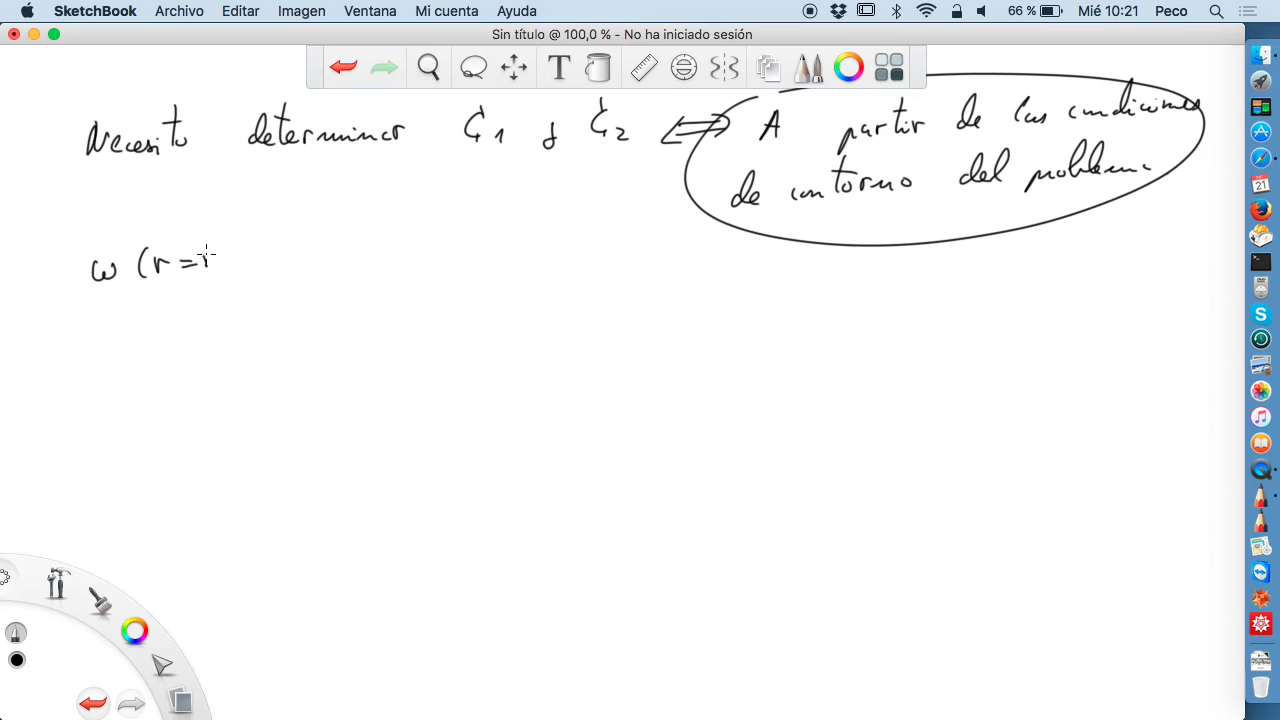 SketchBook Archivo Editar Imagen Ventana Mi cuenta Ayuda 66 % Mié 10:21 Peco
Sin título @ 100,0 % - No ha iniciado sesión
Necesito determinar C1 y C2 ⇐⇒ A partir de las condiciones
de contorno del problema
ω (r =r